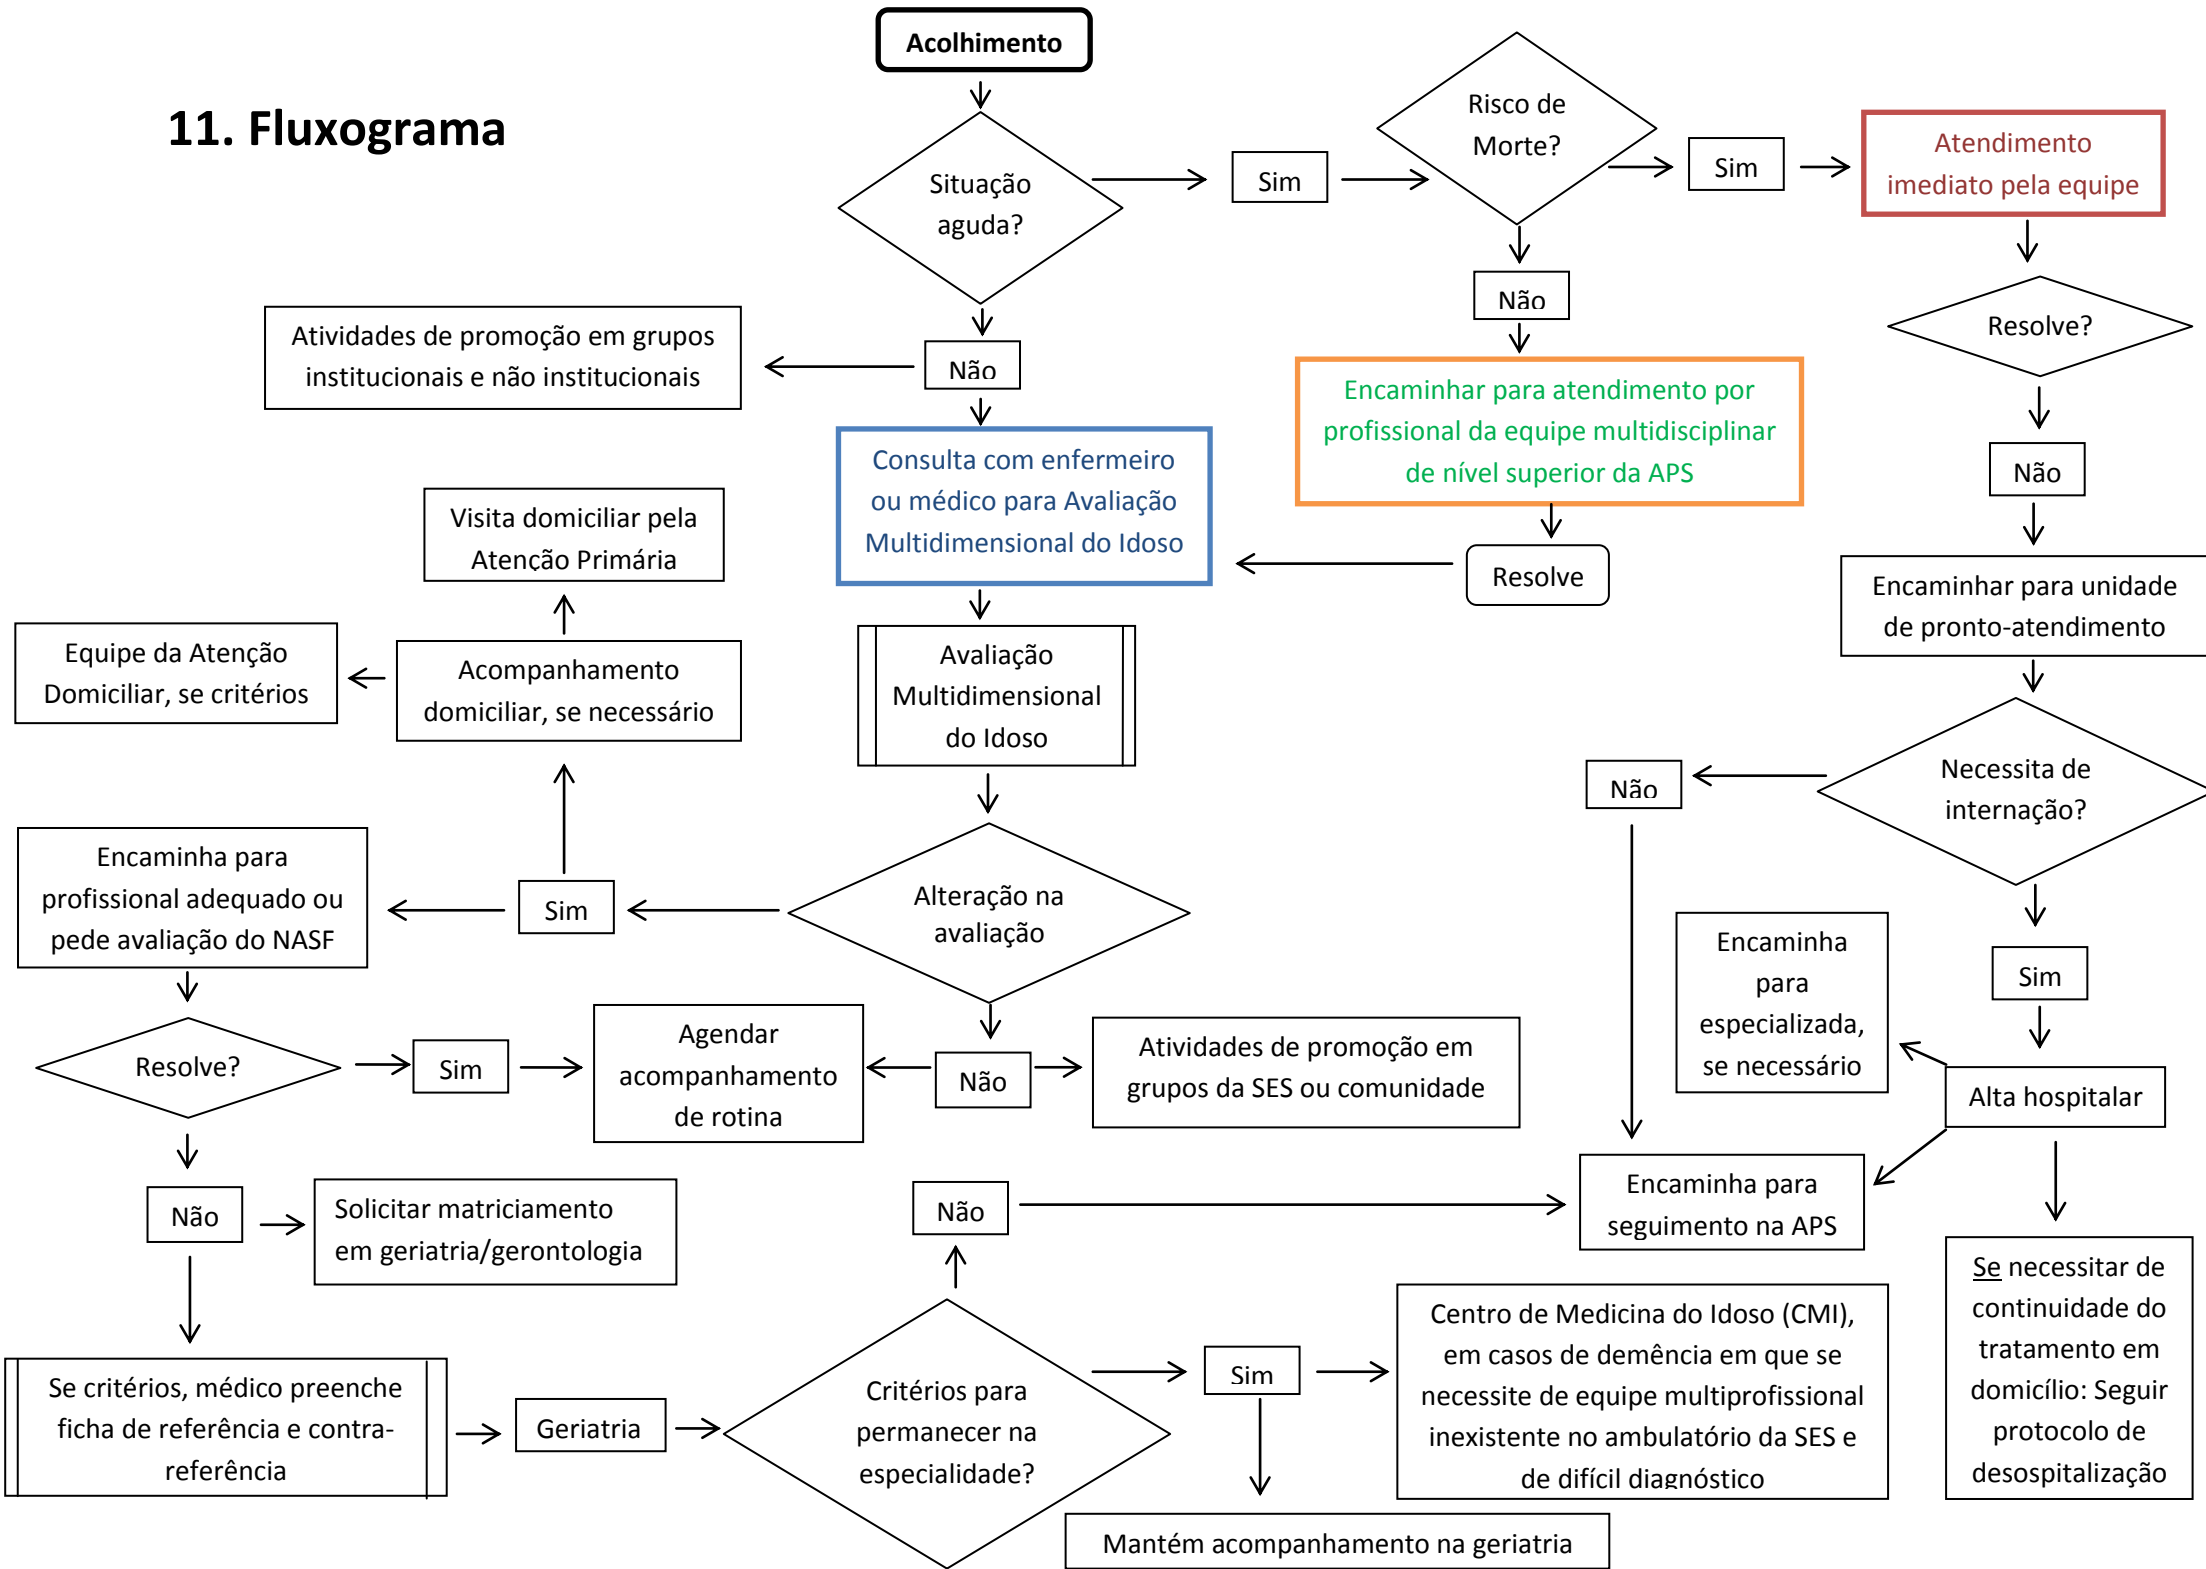 11. Fluxograma
Acolhimento
Situação
aguda?
Sim
Risco de
Morte?
Sim
Atendimento
imediato pela equipe
Não
Resolve?
Atividades de promoção em grupos
institucionais e não institucionais
Não
Encaminhar para atendimento por
profissional da equipe multidisciplinar
de nível superior da APS
Não
Consulta com enfermeiro
ou médico para Avaliação
Multidimensional do Idoso
Resolve
Visita domiciliar pela
Atenção Primária
Encaminhar para unidade
de pronto-atendimento
Equipe da Atenção
Domiciliar, se critérios
Acompanhamento
domiciliar, se necessário
Avaliação
Multidimensional
do Idoso
Não
Necessita de
internação?
Encaminha para
profissional adequado ou
pede avaliação do NASF
Sim
Alteração na
avaliação
Encaminha
para
especializada,
se necessário
Sim
Resolve?
Sim
Agendar
acompanhamento
de rotina
Não
Atividades de promoção em
grupos da SES ou comunidade
Alta hospitalar
Não
Solicitar matriciamento
em geriatria/gerontologia
Não
Encaminha para
seguimento na APS
Se necessitar de
continuidade do
tratamento em
domicílio: Seguir
protocolo de
desospitalização
Se critérios, médico preenche
ficha de referência e contra-
referência
Geriatria
Critérios para
permanecer na
especialidade?
Sim
Centro de Medicina do Idoso (CMI),
em casos de demência em que se
necessite de equipe multiprofissional
inexistente no ambulatório da SES e
de difícil diagnóstico
Mantém acompanhamento na geriatria